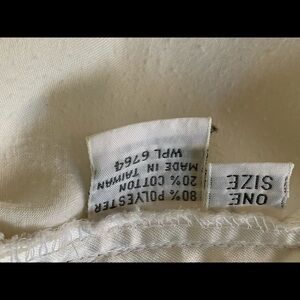 80% POLYESTER
20% COTTON
MADE IN TAIWAN
WPL 6764
ONE
SIZE